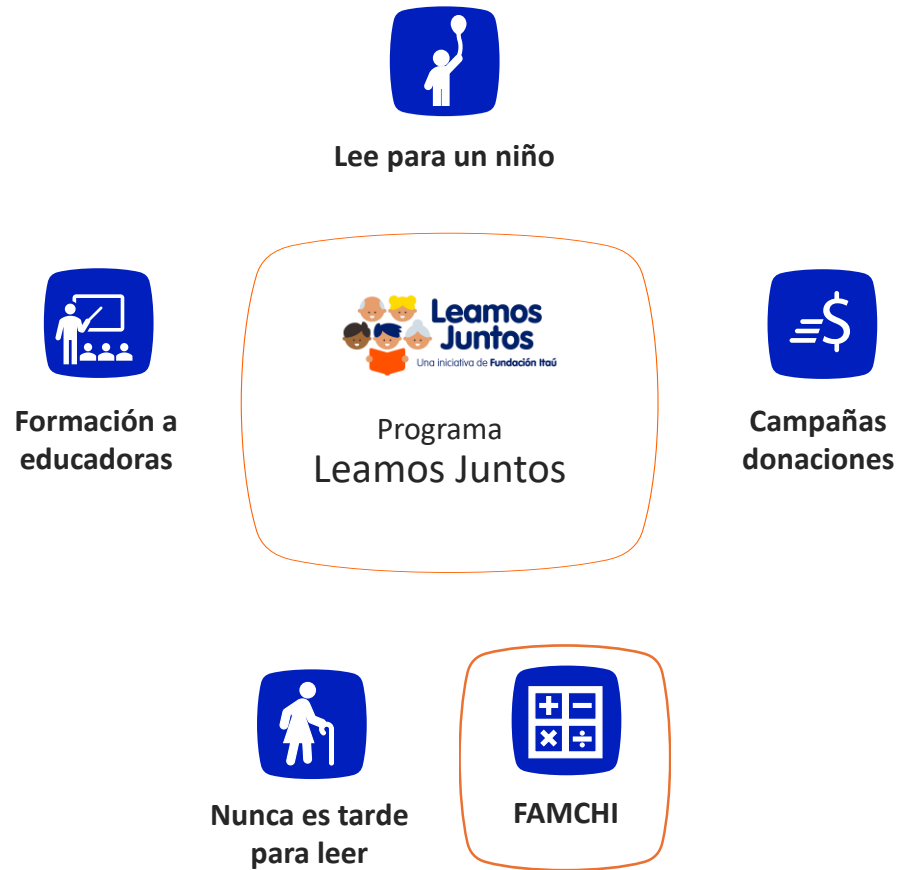 Lee para un niño
Leamos
Juntos
Una iniciativa de Fundación Itaú
Programa
Leamos Juntos
Formación a
educadoras
$
Campañas
donaciones
Nunca es tarde
para leer
+ −
× ÷
FAMCHI